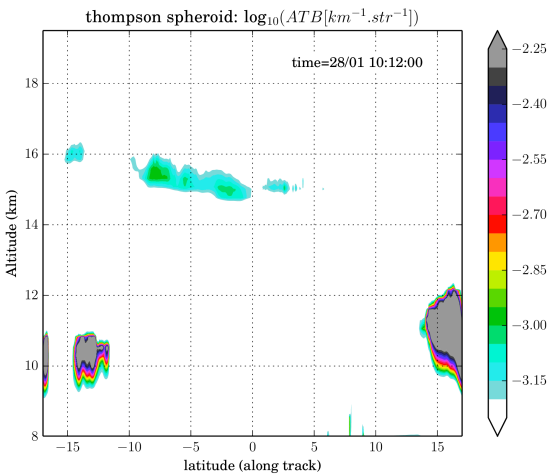 thompson spheroid: log₁₀(ATB[km⁻¹.str⁻¹])
time=28/01 10:12:00
Altitude (km)
18
16
14
12
10
8
−15 −10 −5 0 5 10 15
latitude (along track)
−2.25
−2.40
−2.55
−2.70
−2.85
−3.00
−3.15